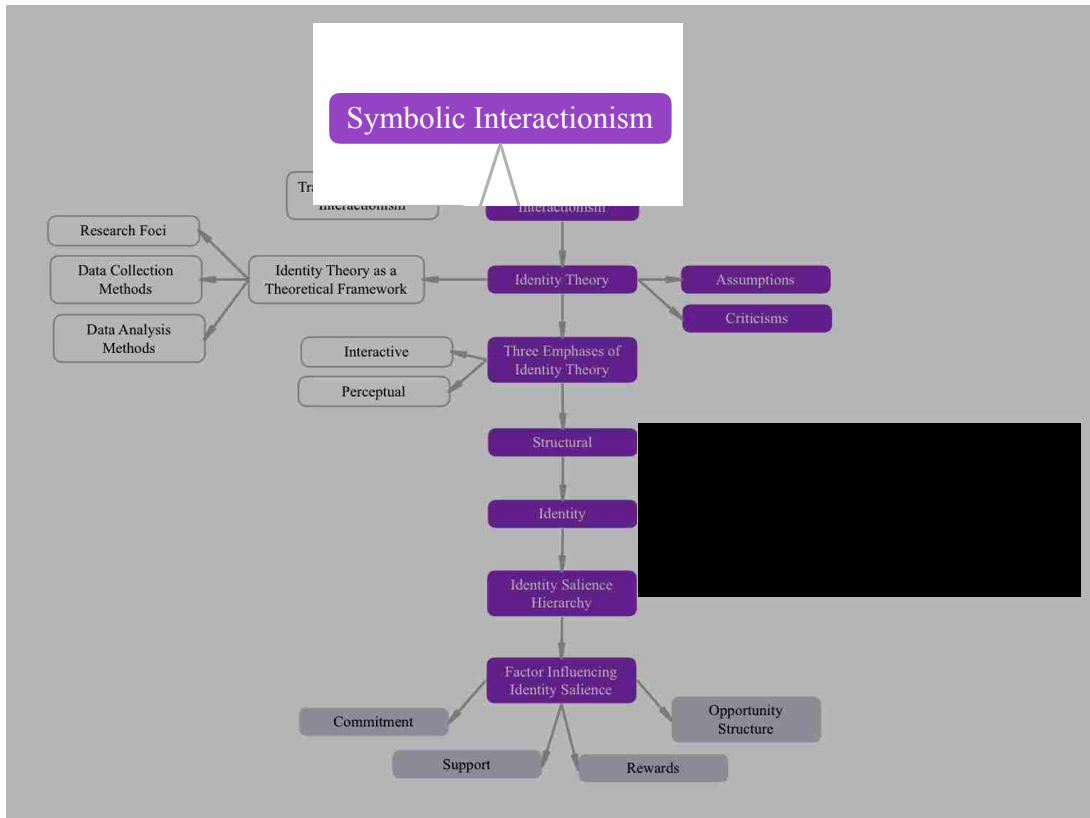 Symbolic Interactionism
Interactionism
Interactionism
Research Foci
Data Collection
Methods
Data Analysis
Methods
Identity Theory as a
Theoretical Framework
Identity Theory
Assumptions
Criticisms
Interactive
Perceptual
Three Emphases of
Identity Theory
Structural
Identity
Identity Salience
Hierarchy
Factor Influencing
Identity Salience
Commitment
Support
Rewards
Opportunity
Structure